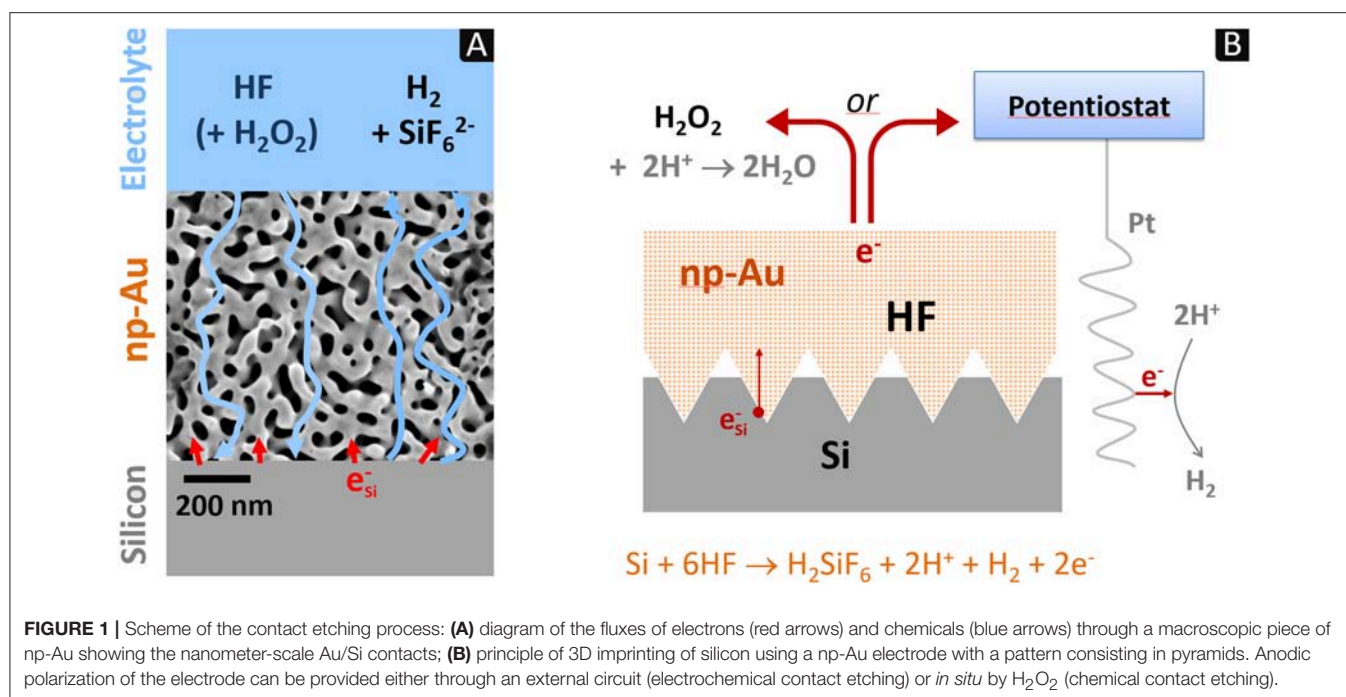 A
Electrolyte
HF
(+ H₂O₂)
H₂
+ SiF₆²⁻
np-Au
e⁻Si
200 nm
Silicon
B
or
Potentiostat
H₂O₂
+ 2H⁺ → 2H₂O
Pt
e⁻
np-Au
HF
2H⁺
e⁻
e⁻Si
Si
H₂
Si + 6HF → H₂SiF₆ + 2H⁺ + H₂ + 2e⁻
FIGURE 1 | Scheme of the contact etching process: (A) diagram of the fluxes of electrons (red arrows) and chemicals (blue arrows) through a macroscopic piece of
np-Au showing the nanometer-scale Au/Si contacts; (B) principle of 3D imprinting of silicon using a np-Au electrode with a pattern consisting in pyramids. Anodic
polarization of the electrode can be provided either through an external circuit (electrochemical contact etching) or in situ by H₂O₂ (chemical contact etching).